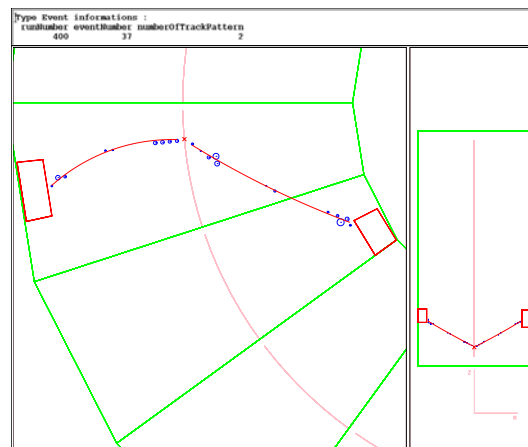 Type Event informations :
runNumber eventNumber numberOfTrackPattern
400 37 2